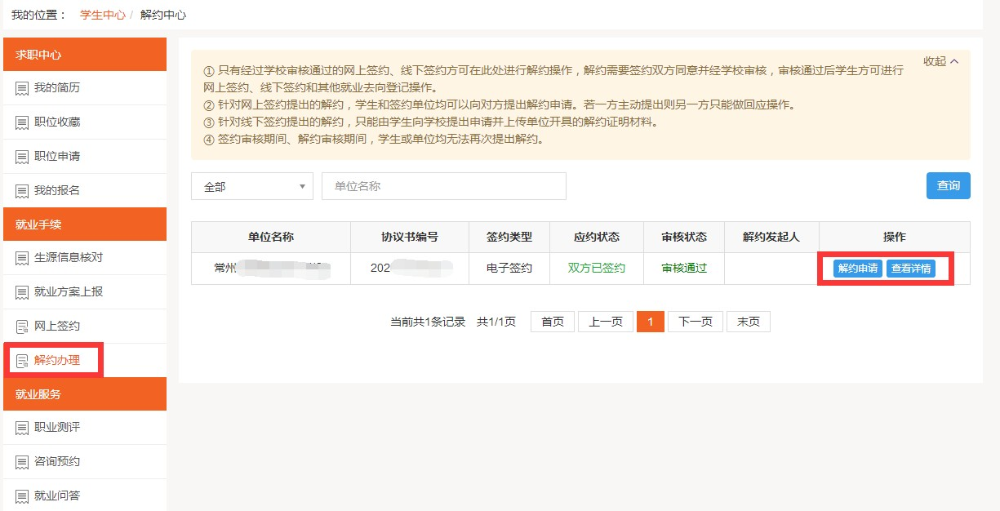 我的位置： 学生中心 / 解约中心
求职中心
我的简历
职位收藏
职位申请
我的报名
就业手续
生源信息核对
就业方案上报
网上签约
解约办理
就业服务
职业测评
咨询预约
就业问答
收起
① 只有经过学校审核通过的网上签约、线下签约方可在此处进行解约操作，解约需要签约双方同意并经学校审核，审核通过后学生方可进行
网上签约、线下签约和其他就业去向登记操作。
② 针对网上签约提出的解约，学生和签约单位均可以向对方提出解约申请。若一方主动提出则另一方只能做回应操作。
③ 针对线下签约提出的解约，只能由学生向学校提出申请并上传单位开具的解约证明材料。
④ 签约审核期间、解约审核期间，学生或单位均无法再次提出解约。
全部 单位名称 查询
单位名称 协议书编号 签约类型 应约状态 审核状态 解约发起人 操作
常州 202 电子签约 双方已签约 审核通过 解约申请 查看详情
当前共1条记录 共1/1页 首页 上一页 1 下一页 末页